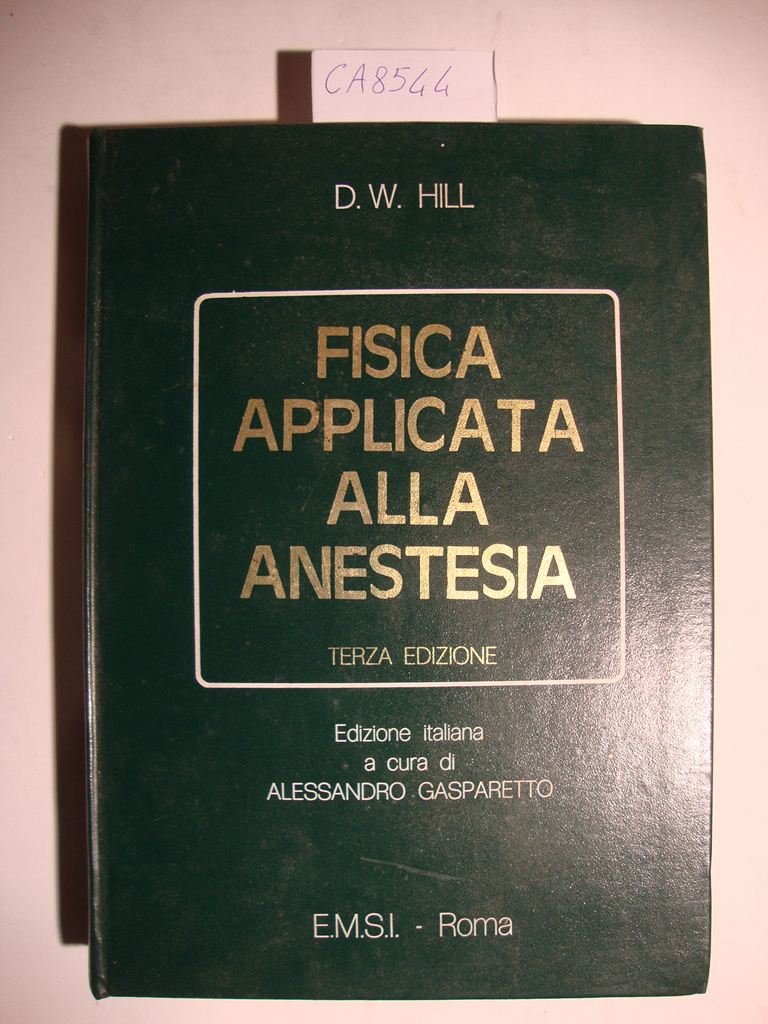 CA8544
D. W. HILL
FISICA
APPLICATA
ALLA
ANESTESIA
TERZA EDIZIONE
Edizione italiana
a cura di
ALESSANDRO GASPARETTO
E.M.S.I. - Roma